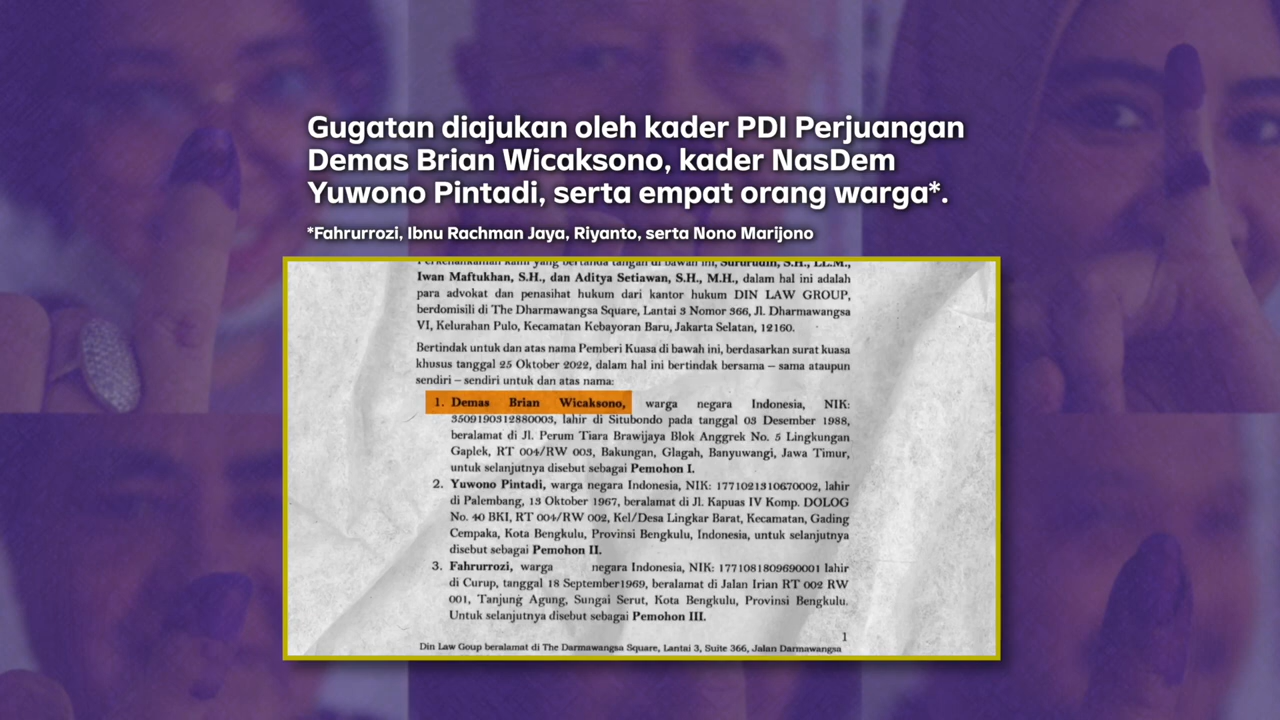 Gugatan diajukan oleh kader PDI Perjuangan
Demas Brian Wicaksono, kader NasDem
Yuwono Pintadi, serta empat orang warga*.
*Fahrurrozi, Ibnu Rachman Jaya, Riyanto, serta Nono Marijono
Perkenankanlah kami yang bertanda tangan di bawah ini, Sururudin, S.H., LL.M.,
Iwan Maftukhan, S.H., dan Aditya Setiawan, S.H., M.H., dalam hal ini adalah
para advokat dan penasihat hukum dari kantor hukum DIN LAW GROUP,
berdomisili di The Dharmawangsa Square, Lantai 3 Nomor 366, Jl. Dharmawangsa
VI, Kelurahan Pulo, Kecamatan Kebayoran Baru, Jakarta Selatan, 12160.
Bertindak untuk dan atas nama Pemberi Kuasa di bawah ini, berdasarkan surat kuasa
khusus tanggal 25 Oktober 2022, dalam hal ini bertindak bersama – sama ataupun
sendiri – sendiri untuk dan atas nama:
1. Demas Brian Wicaksono, warga negara Indonesia, NIK:
3509190312880003, lahir di Situbondo pada tanggal 03 Desember 1988,
beralamat di Jl. Perum Tiara Brawijaya Blok Anggrek No. 5 Lingkungan
Gaplek, RT 004/RW 003, Bakungan, Glagah, Banyuwangi, Jawa Timur,
untuk selanjutnya disebut sebagai Pemohon I.
2. Yuwono Pintadi, warga negara Indonesia, NIK: 1771021310670002, lahir
di Palembang, 13 Oktober 1967, beralamat di Jl. Kapuas IV Komp. DOLOG
No. 40 BKI, RT 004/RW 002, Kel/Desa Lingkar Barat, Kecamatan, Gading
Cempaka, Kota Bengkulu, Provinsi Bengkulu, Indonesia, untuk selanjutnya
disebut sebagai Pemohon II.
3. Fahrurrozi, warga negara Indonesia, NIK: 1771081809690001 lahir
di Curup, tanggal 18 September1969, beralamat di Jalan Irian RT 002 RW
001, Tanjung Agung, Sungai Serut, Kota Bengkulu, Provinsi Bengkulu.
Untuk selanjutnya disebut sebagai Pemohon III.
1
Din Law Goup beralamat di The Darmawangsa Square, Lantai 3, Suite 366, Jalan Darmawangsa